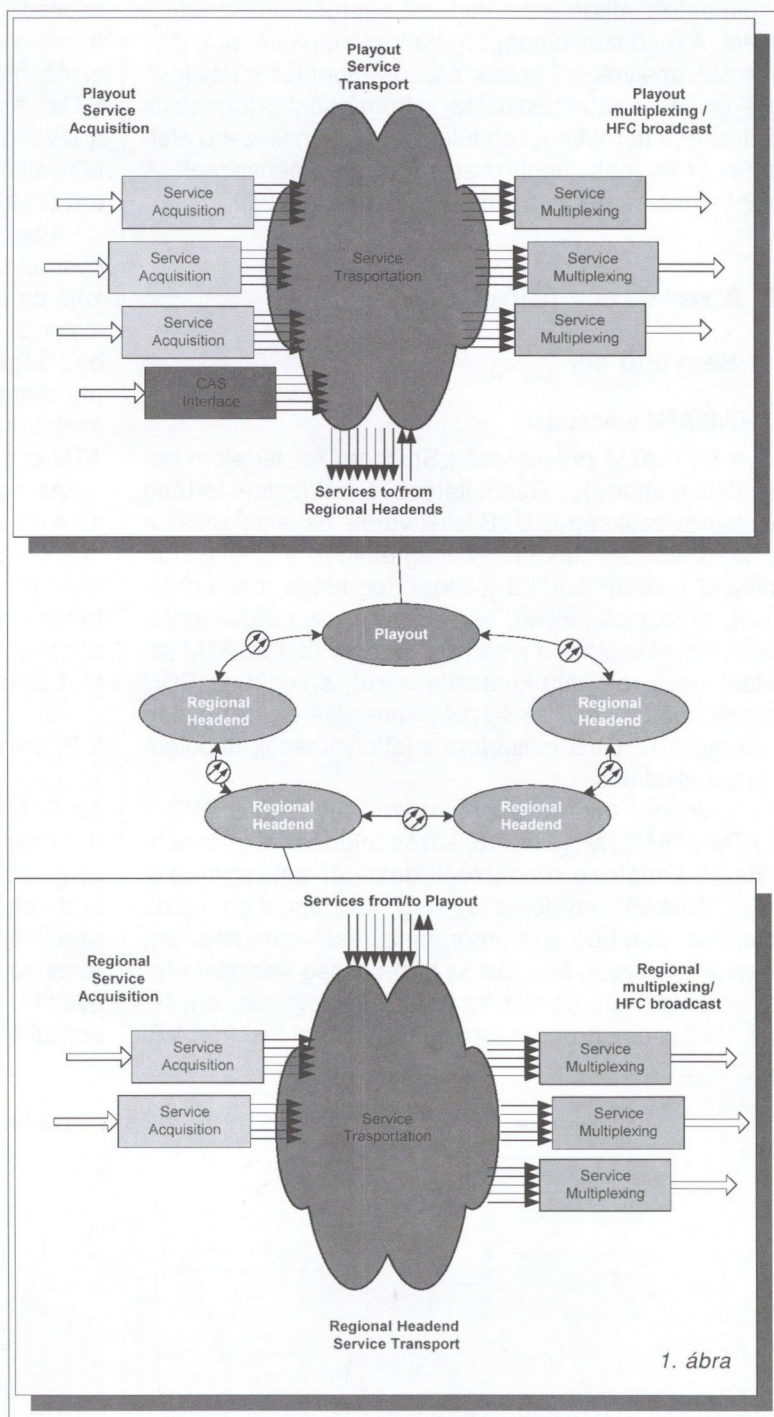 Playout
Service
Transport
Playout
Service
Acquisition
Playout
multiplexing /
HFC broadcast
Service
Acquisition
Service
Multiplexing
Service
Acquisition
Service
Trasportation
Service
Multiplexing
Service
Acquisition
Service
Multiplexing
CAS
Interface
Services to/from
Regional Headends
Playout
Regional
Headend
Regional
Headend
Regional
Headend
Regional
Headend
Services from/to Playout
Regional
Service
Acquisition
Regional
multiplexing/
HFC broadcast
Service
Acquisition
Service
Multiplexing
Service
Acquisition
Service
Trasportation
Service
Multiplexing
Service
Multiplexing
Regional Headend
Service Transport
1. ábra